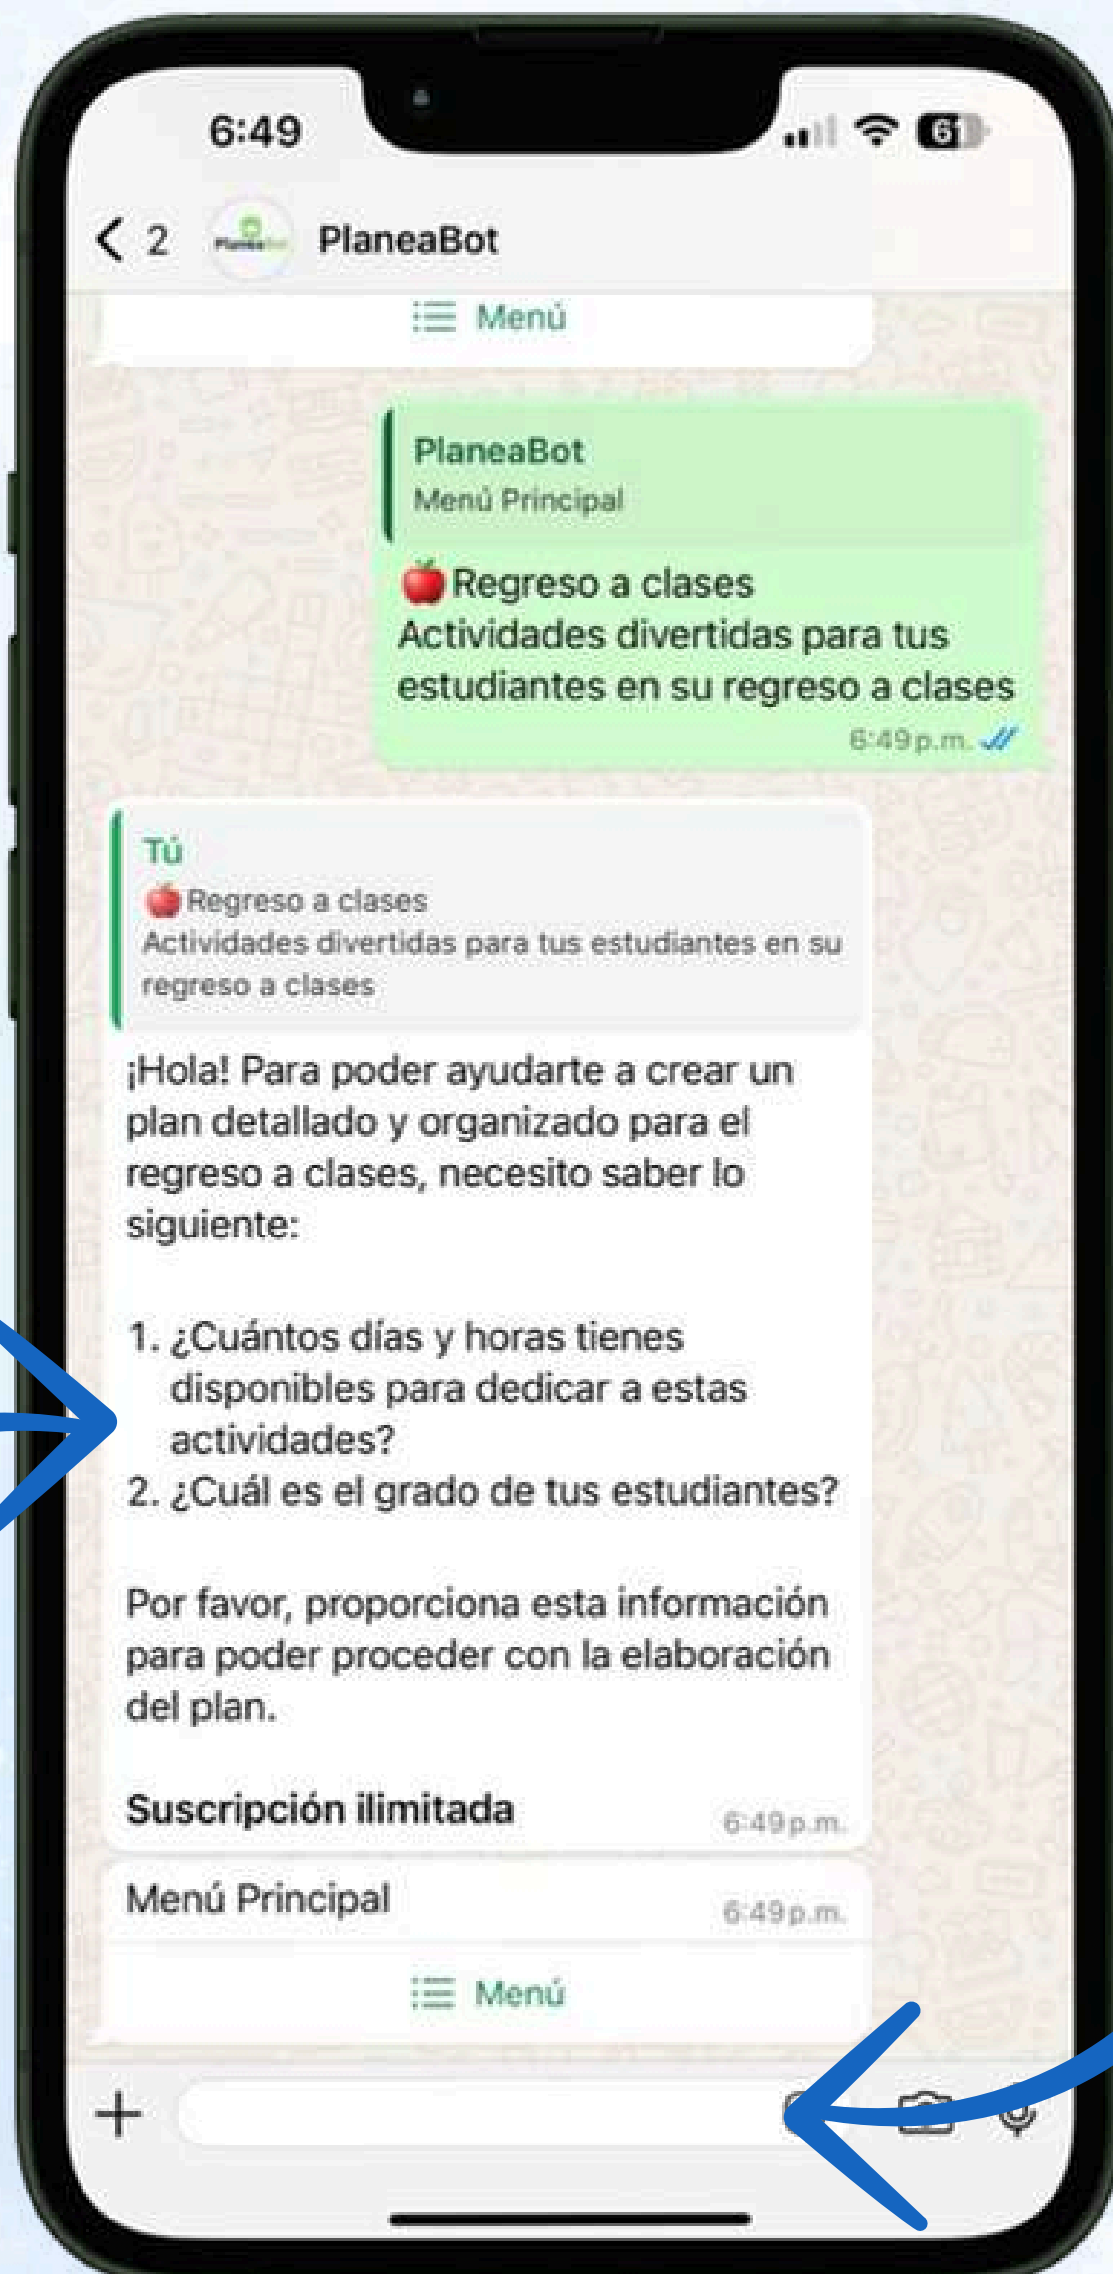 6:49
61
2
PlaneaBot
Menú
PlaneaBot
Menú Principal
🍎Regreso a clases
Actividades divertidas para tus
estudiantes en su regreso a clases
6:49 p.m.
Tú
🍎Regreso a clases
Actividades divertidas para tus estudiantes en su
regreso a clases
¡Hola! Para poder ayudarte a crear un
plan detallado y organizado para el
regreso a clases, necesito saber lo
siguiente:
1. ¿Cuántos días y horas tienes
disponibles para dedicar a estas
actividades?
2. ¿Cuál es el grado de tus estudiantes?
Por favor, proporciona esta información
para poder proceder con la elaboración
del plan.
Suscripción ilimitada
6:49 p.m.
Menú Principal
6:49 p.m.
Menú